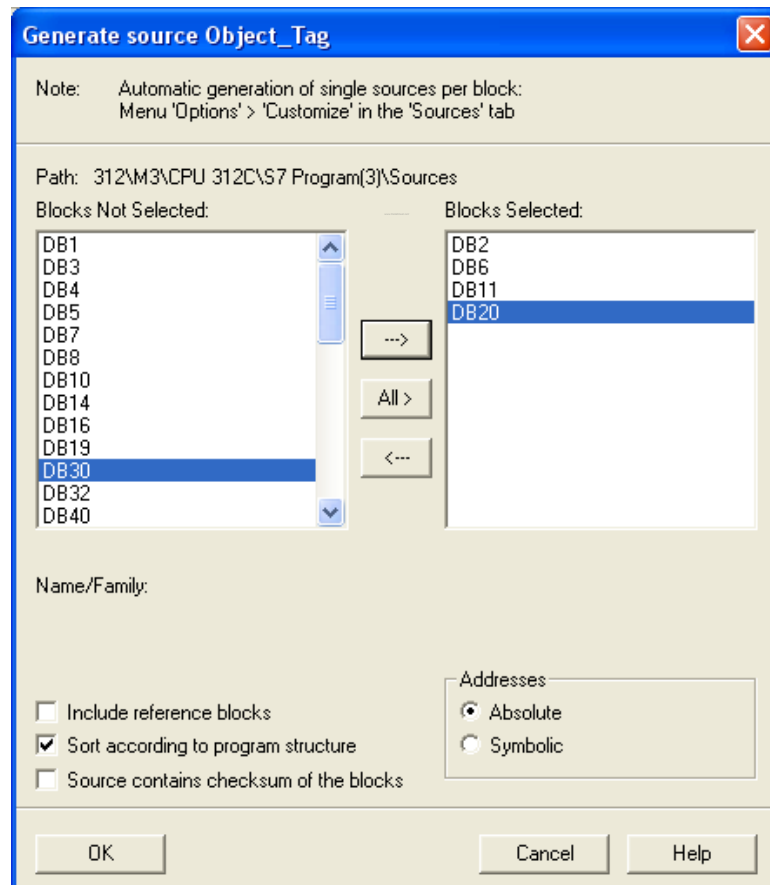 Generate source Object_Tag
Note: Automatic generation of single sources per block:
Menu 'Options' > 'Customize' in the 'Sources' tab
Path: 312\M3\CPU 312C\S7 Program(3)\Sources
Blocks Not Selected:
DB1
DB3
DB4
DB5
DB7
DB8
DB10
DB14
DB16
DB19
DB30
DB32
DB40
--->
All >
<---
Blocks Selected:
DB2
DB6
DB11
DB20
Name/Family:
Include reference blocks
Sort according to program structure
Source contains checksum of the blocks
Addresses
Absolute
Symbolic
OK
Cancel
Help